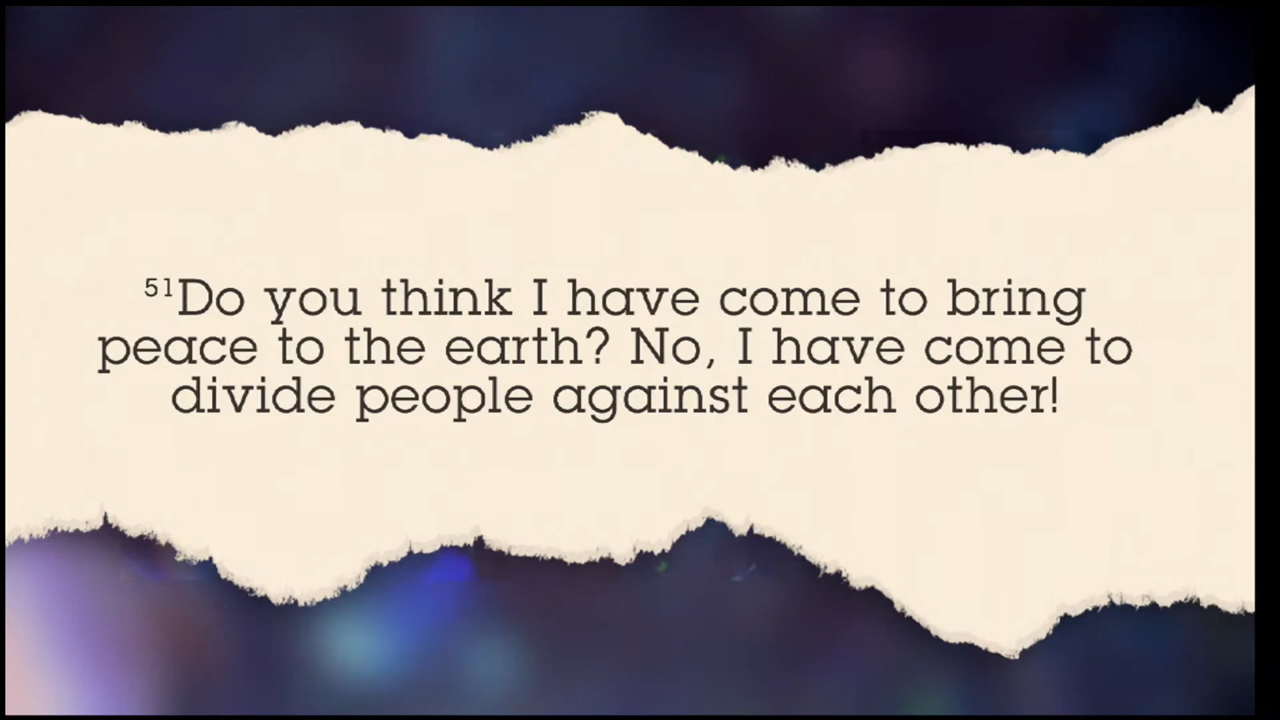 ⁵¹Do you think I have come to bring
peace to the earth? No, I have come to
divide people against each other!